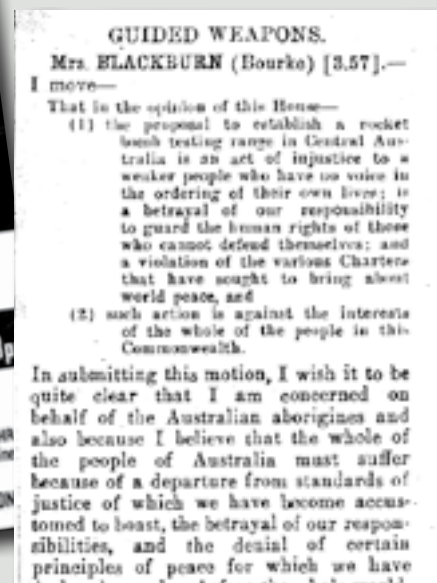 GUIDED WEAPONS.
Mrs. BLACKBURN (Bourke) [3.57].—
I move—
That in the opinion of this House—
(1) the proposal to establish a rocket
bomb testing range in Central Aus-
tralia is an act of injustice to a
weaker people who have no voice in
the ordering of their own lives; is
a betrayal of our responsibility
to guard the human rights of those
who cannot defend themselves; and
a violation of the various Charters
that have sought to bring about
world peace, and
(2) such action is against the interests
of the whole of the people in this
Commonwealth.
In submitting this motion, I wish it to be
quite clear that I am concerned on
behalf of the Australian aborigines and
also because I believe that the whole of
the people of Australia must suffer
because of a departure from standards of
justice of which we have become accus-
tomed to boast, the betrayal of our respon-
sibilities, and the denial of certain
principles of peace for which we have